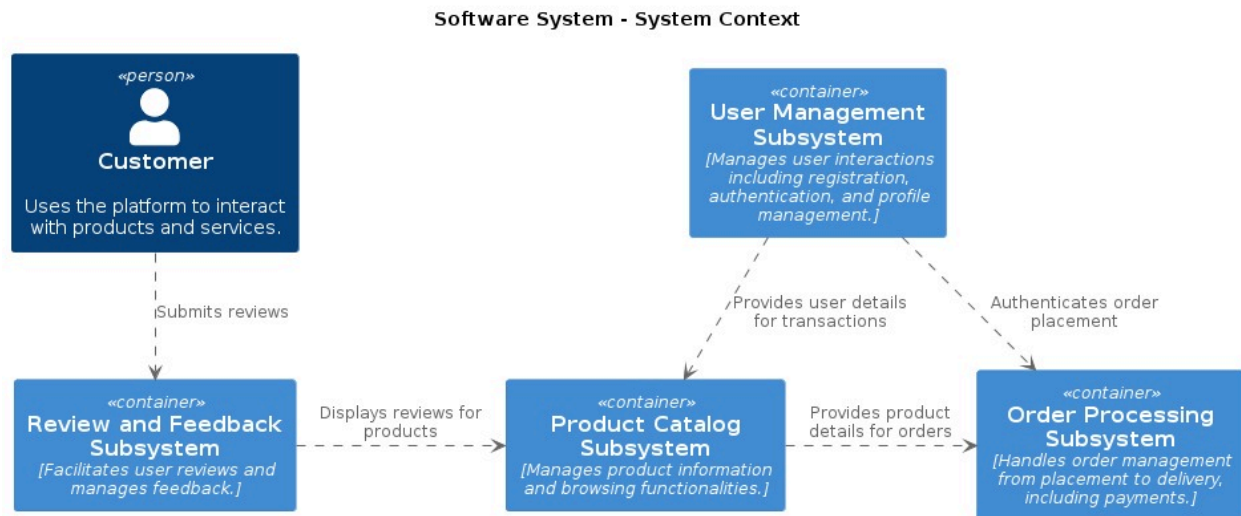 Software System - System Context
«person»
Customer
Uses the platform to interact
with products and services.
«container»
User Management
Subsystem
[Manages user interactions
including registration,
authentication, and profile
management.]
Submits reviews
Provides user details
for transactions
Authenticates order
placement
«container»
Review and Feedback
Subsystem
[Facilitates user reviews and
manages feedback.]
Displays reviews for
products
«container»
Product Catalog
Subsystem
[Manages product information
and browsing functionalities.]
Provides product
details for orders
«container»
Order Processing
Subsystem
[Handles order management
from placement to delivery,
including payments.]